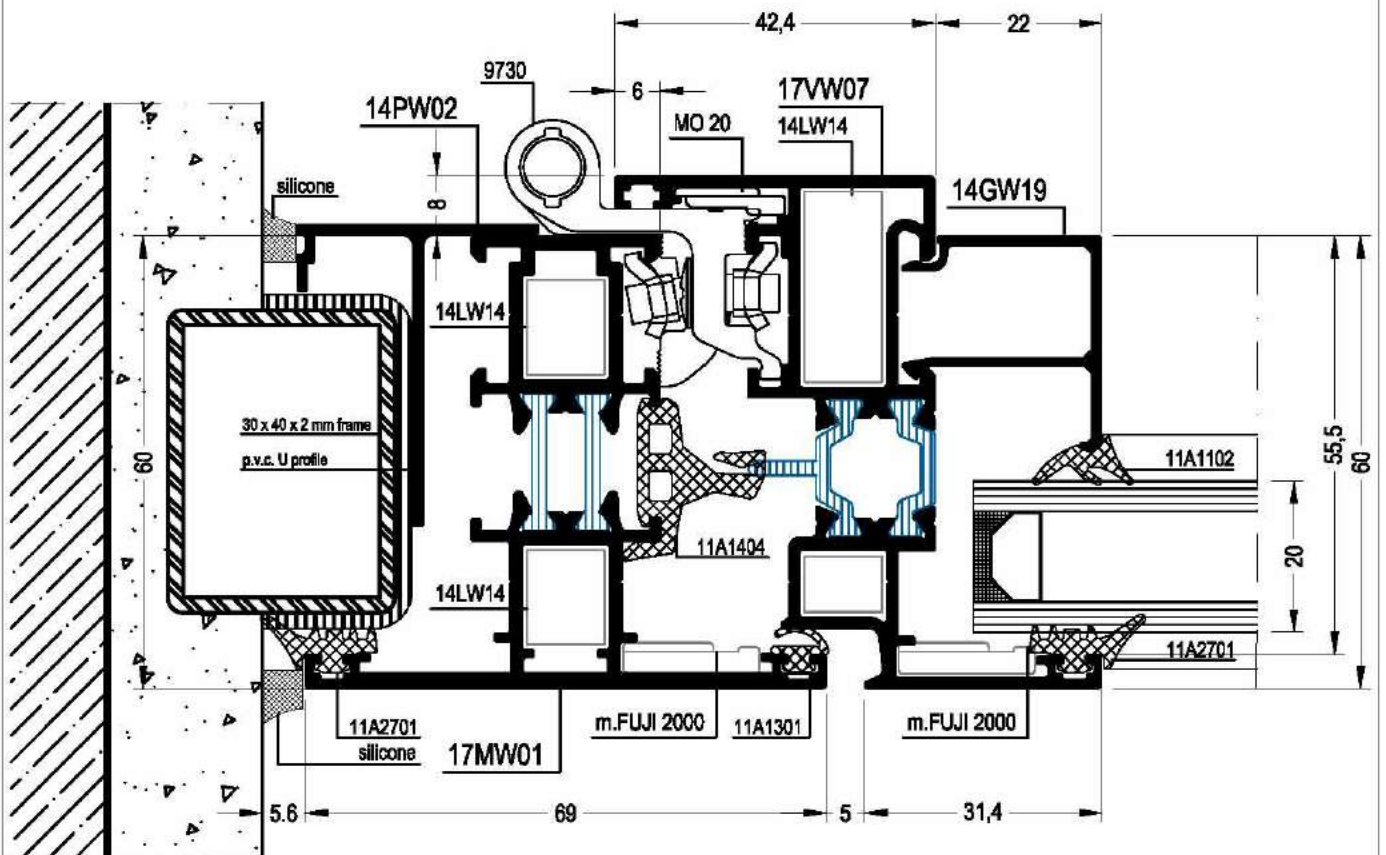 42,4
22
9730
6
17VW07
14PW02
MO 20
14LW14
silicone
8
14GW19
14LW14
30 x 40 x 2 mm frame
p.v.c. U profile
60
55,5
60
11A1102
11A1404
20
14LW14
11A2701
11A2701
silicone
17MW01
m.FUJI 2000
11A1301
m.FUJI 2000
5.6
69
5
31,4